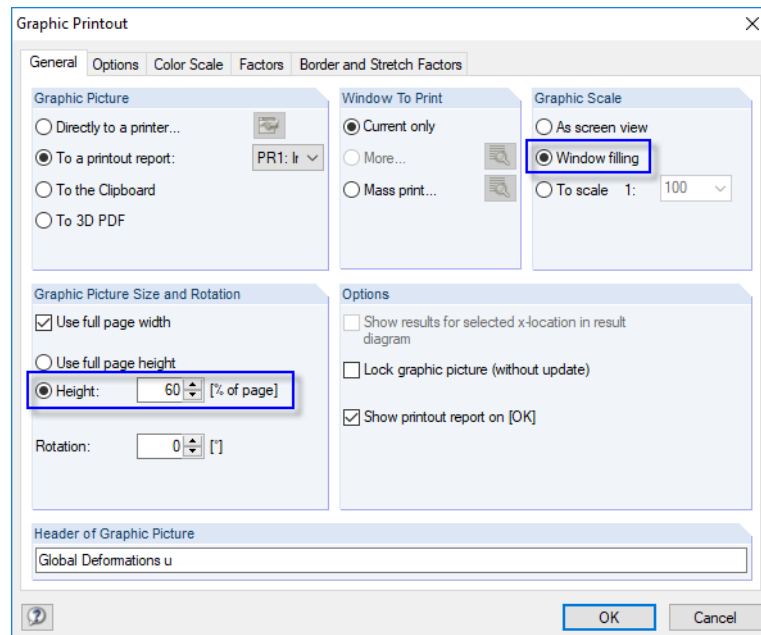 Graphic Printout
General Options Color Scale Factors Border and Stretch Factors
Graphic Picture
Directly to a printer...
To a printout report: PR1: Ir
To the Clipboard
To 3D PDF
Window To Print
Current only
More...
Mass print...
Graphic Scale
As screen view
Window filling
To scale 1: 100
Graphic Picture Size and Rotation
Use full page width
Use full page height
Height: 60 [% of page]
Rotation: 0 [°]
Options
Show results for selected x-location in result
diagram
Lock graphic picture (without update)
Show printout report on [OK]
Header of Graphic Picture
Global Deformations u
OK Cancel